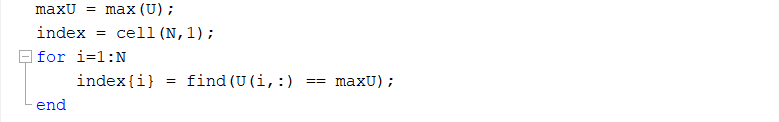 maxU = max(U);
index = cell(N,1);
for i=1:N
    index{i} = find(U(i,:) == maxU);
end